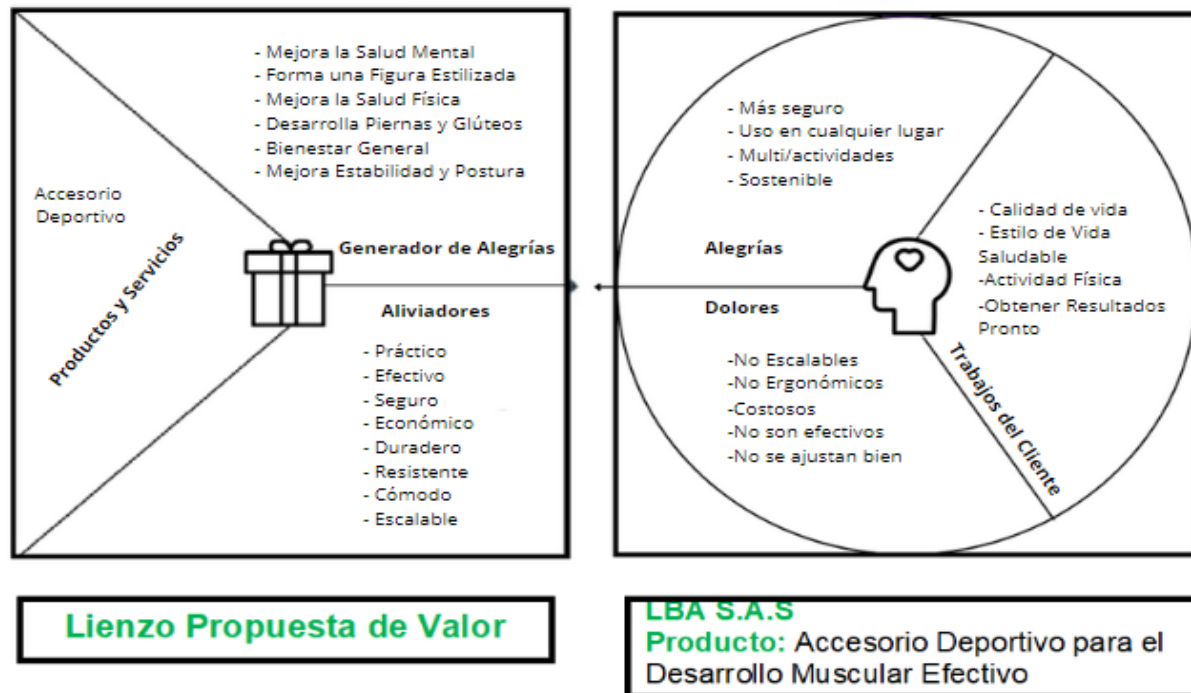 - Mejora la Salud Mental
- Forma una Figura Estilizada
- Mejora la Salud Física
- Desarrolla Piernas y Glúteos
- Bienestar General
- Mejora Estabilidad y Postura
Accesorio
Deportivo
Productos y Servicios
Generador de Alegrías
Aliviadores
- Práctico
- Efectivo
- Seguro
- Económico
- Duradero
- Resistente
- Cómodo
- Escalable
- Más seguro
- Uso en cualquier lugar
- Multi/actividades
- Sostenible
Alegrías
Dolores
-No Escalables
-No Ergonómicos
-Costosos
-No son efectivos
-No se ajustan bien
- Calidad de vida
- Estilo de Vida
Saludable
-Actividad Física
-Obtener Resultados
Pronto
Trabajos del Cliente
Lienzo Propuesta de Valor
LBA S.A.S
Producto: Accesorio Deportivo para el
Desarrollo Muscular Efectivo